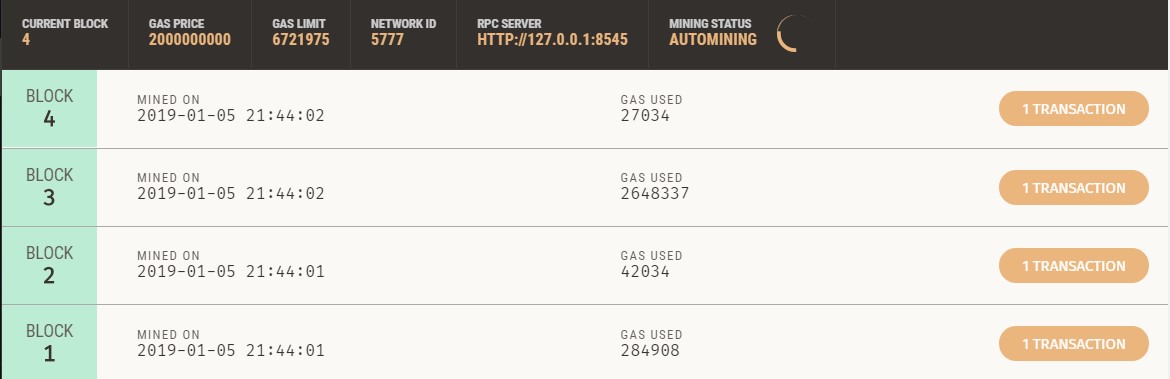 CURRENT BLOCK GAS PRICE GAS LIMIT NETWORK ID RPC SERVER MINING STATUS
4 2000000000 6721975 5777 HTTP://127.0.0.1:8545 AUTOMINING
BLOCK MINED ON GAS USED
4 2019-01-05 21:44:02 27034 1 TRANSACTION
BLOCK MINED ON GAS USED
3 2019-01-05 21:44:02 2648337 1 TRANSACTION
BLOCK MINED ON GAS USED
2 2019-01-05 21:44:01 42034 1 TRANSACTION
BLOCK MINED ON GAS USED
1 2019-01-05 21:44:01 284908 1 TRANSACTION